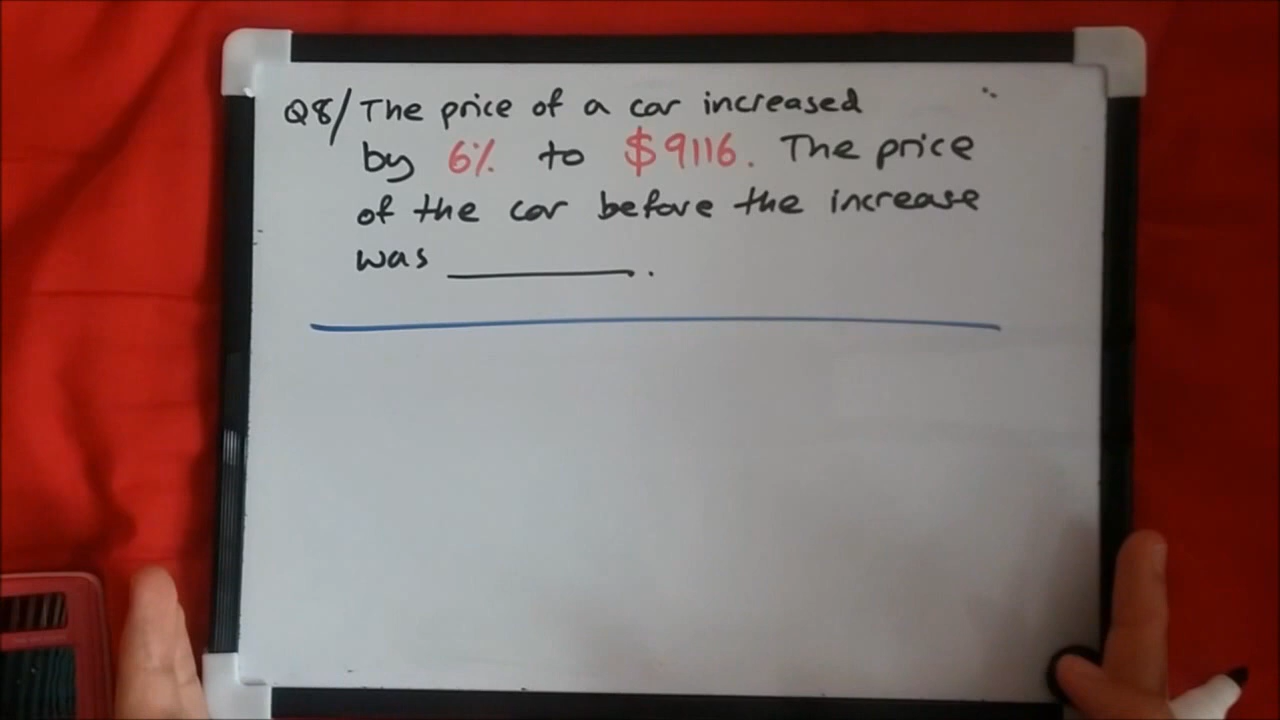 Q8/ The price of a car increased
by 6% to $9116. The price
of the car before the increase
was ________.